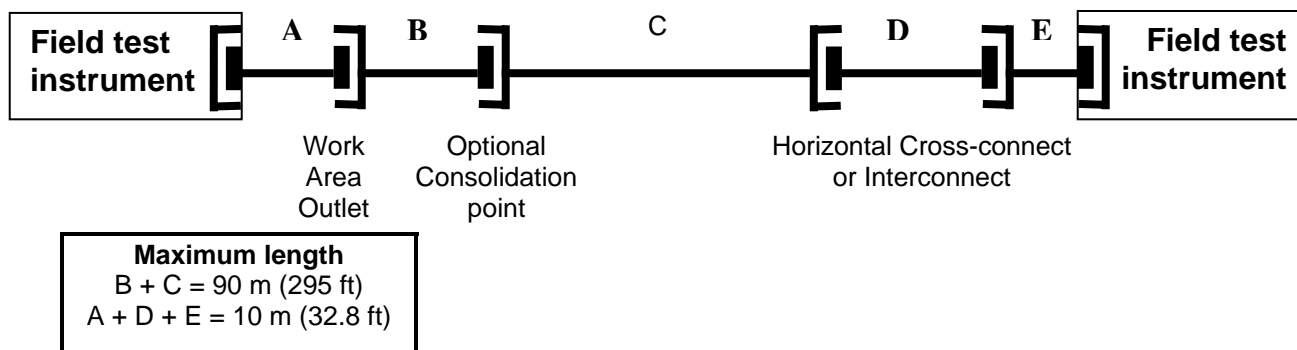 Field test
instrument
A
B
C
D
E
Field test
instrument
Work
Area
Outlet
Optional
Consolidation
point
Horizontal Cross-connect
or Interconnect
Maximum length
B + C = 90 m (295 ft)
A + D + E = 10 m (32.8 ft)